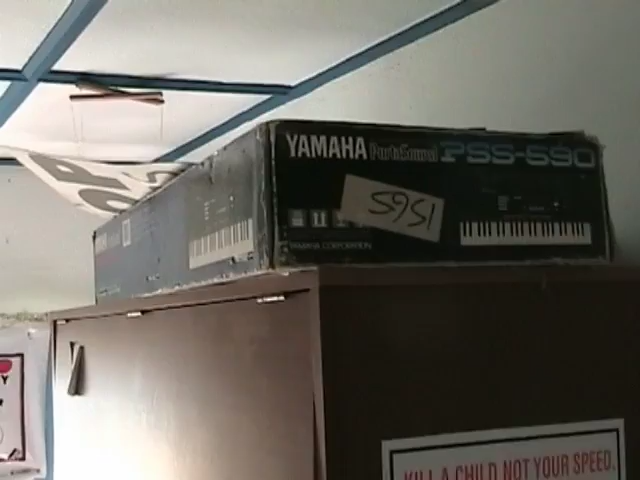 YAMAHA PortaSound PSS-590
5951
YAMAHA CORPORATION
KILL A CHILD NOT YOUR SPEED.